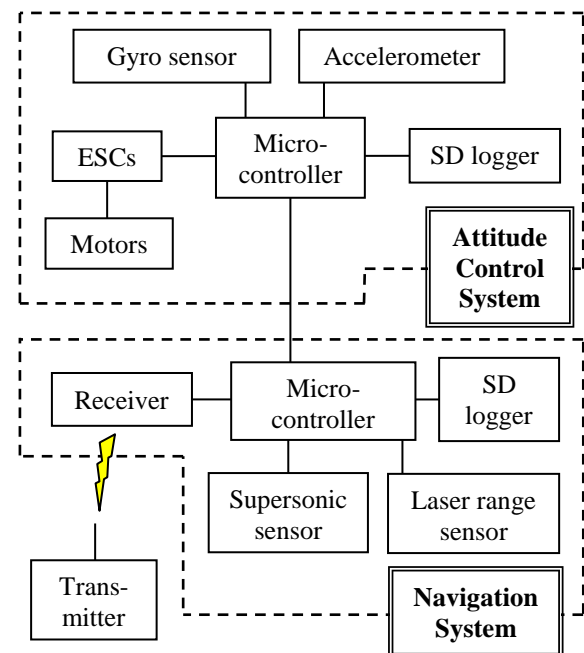 Gyro sensor
Accelerometer
ESCs
Micro-
controller
SD logger
Motors
Attitude
Control
System
Receiver
Micro-
controller
SD
logger
Supersonic
sensor
Laser range
sensor
Trans-
mitter
Navigation
System